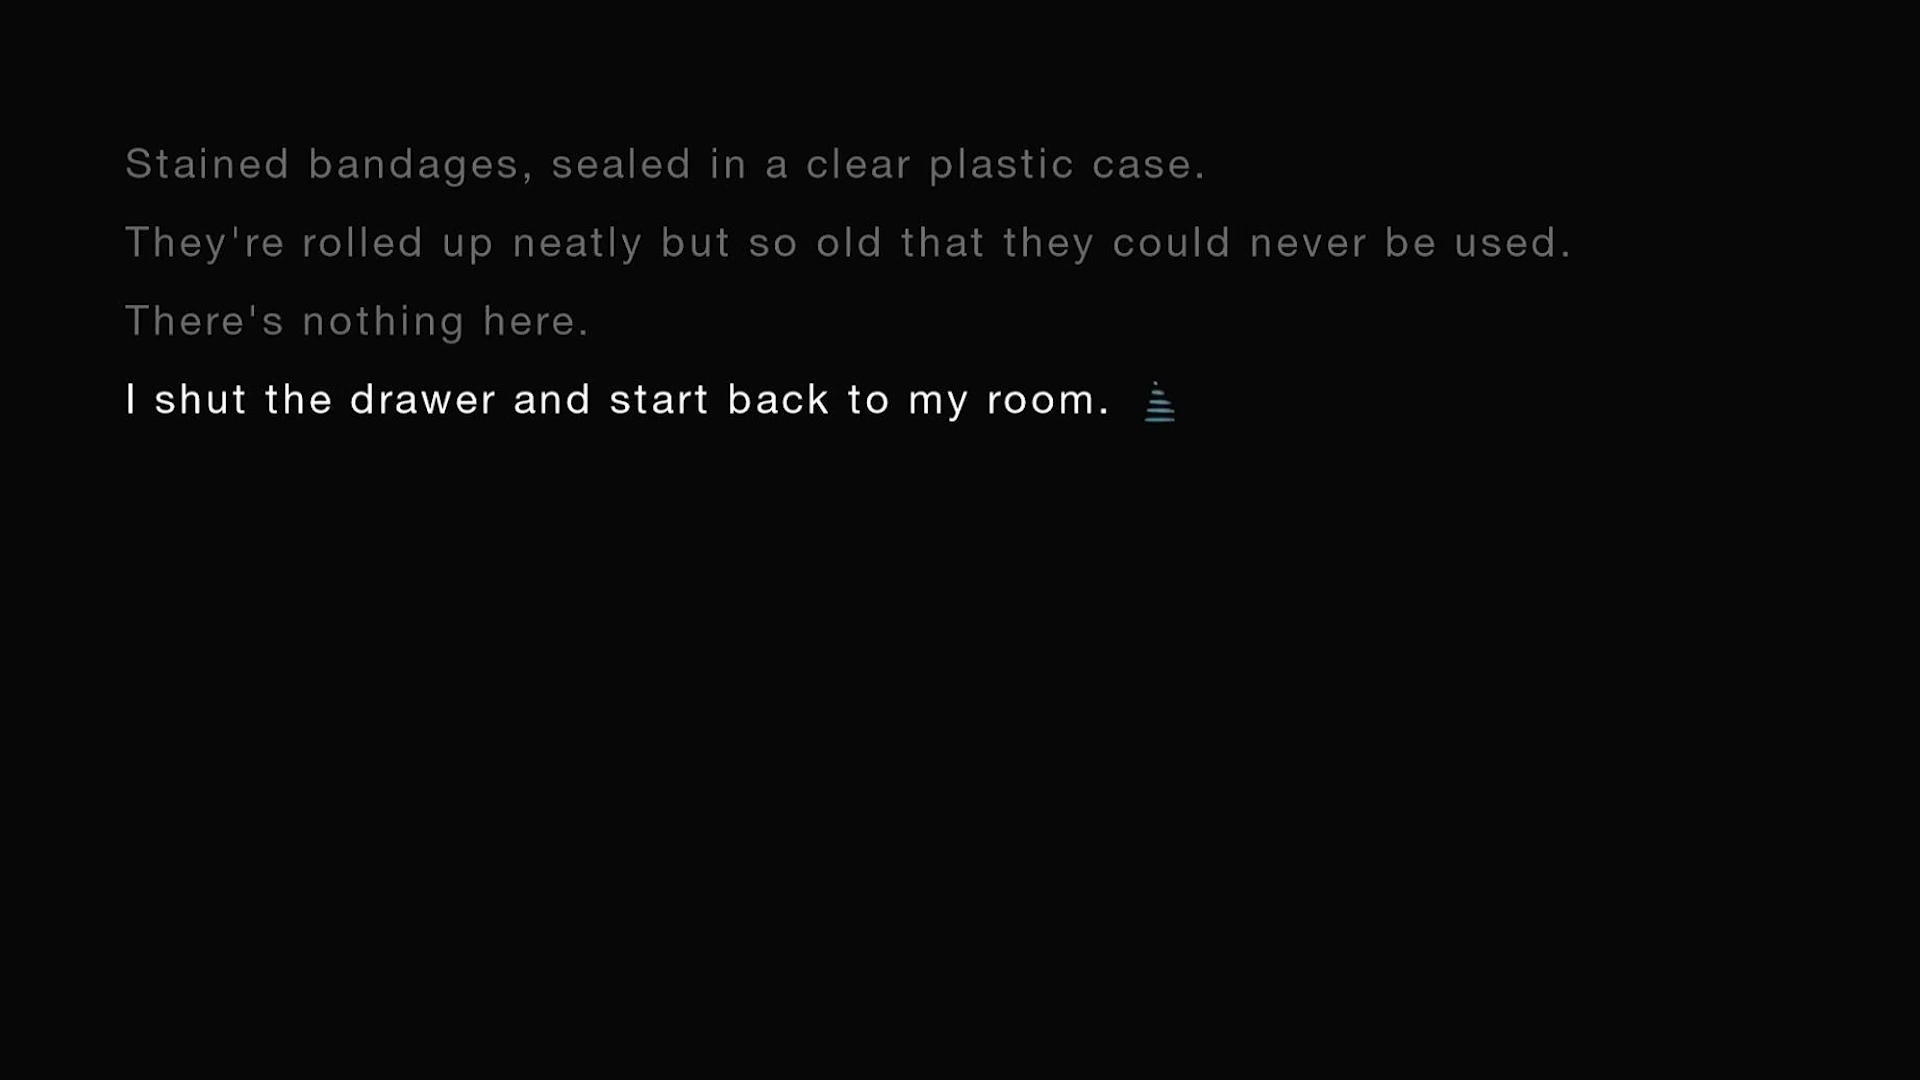 Stained bandages, sealed in a clear plastic case.
They're rolled up neatly but so old that they could never be used.
There's nothing here.
I shut the drawer and start back to my room.